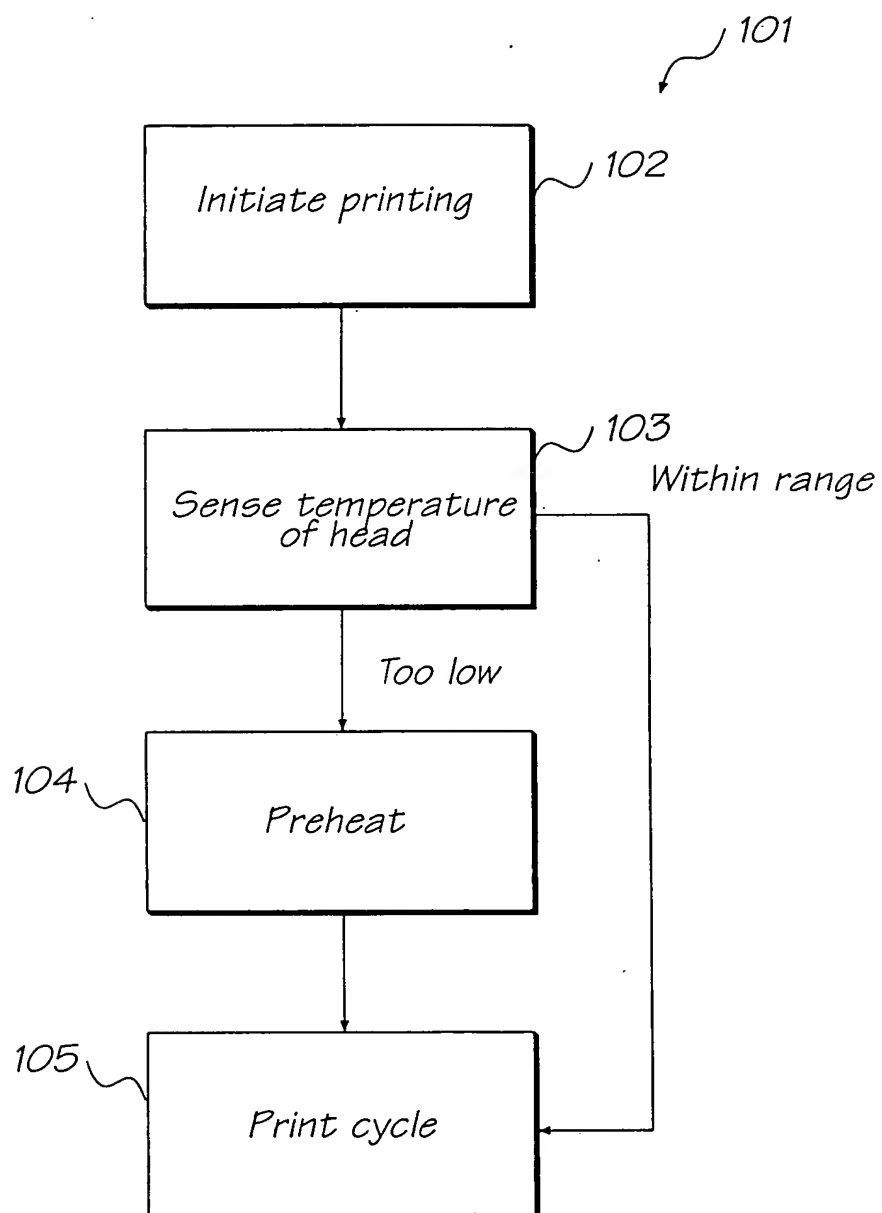 101
Initiate printing
102
103
Within range
Sense temperature
of head
Too low
104
Preheat
105
Print cycle